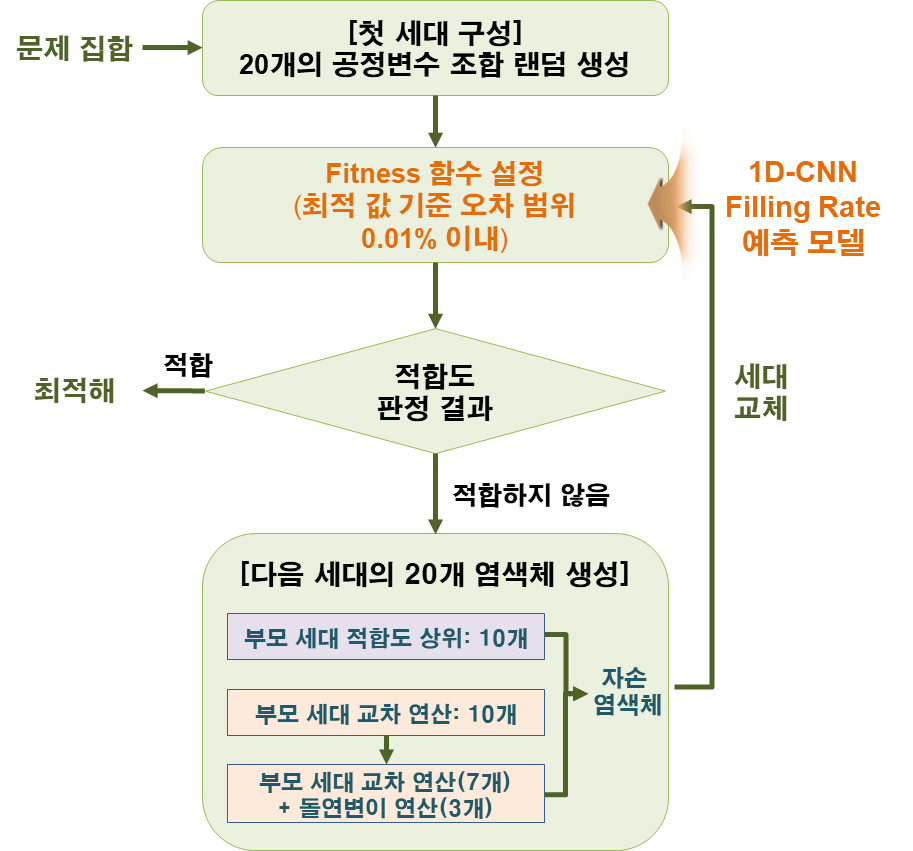 문제 집합
[첫 세대 구성]
20개의 공정변수 조합 랜덤 생성
Fitness 함수 설정
(최적 값 기준 오차 범위
0.01% 이내)
1D-CNN
Filling Rate
예측 모델
적합
최적해
적합도
판정 결과
세대
교체
적합하지 않음
[다음 세대의 20개 염색체 생성]
부모 세대 적합도 상위: 10개
부모 세대 교차 연산: 10개
부모 세대 교차 연산(7개)
+ 돌연변이 연산(3개)
자손
염색체